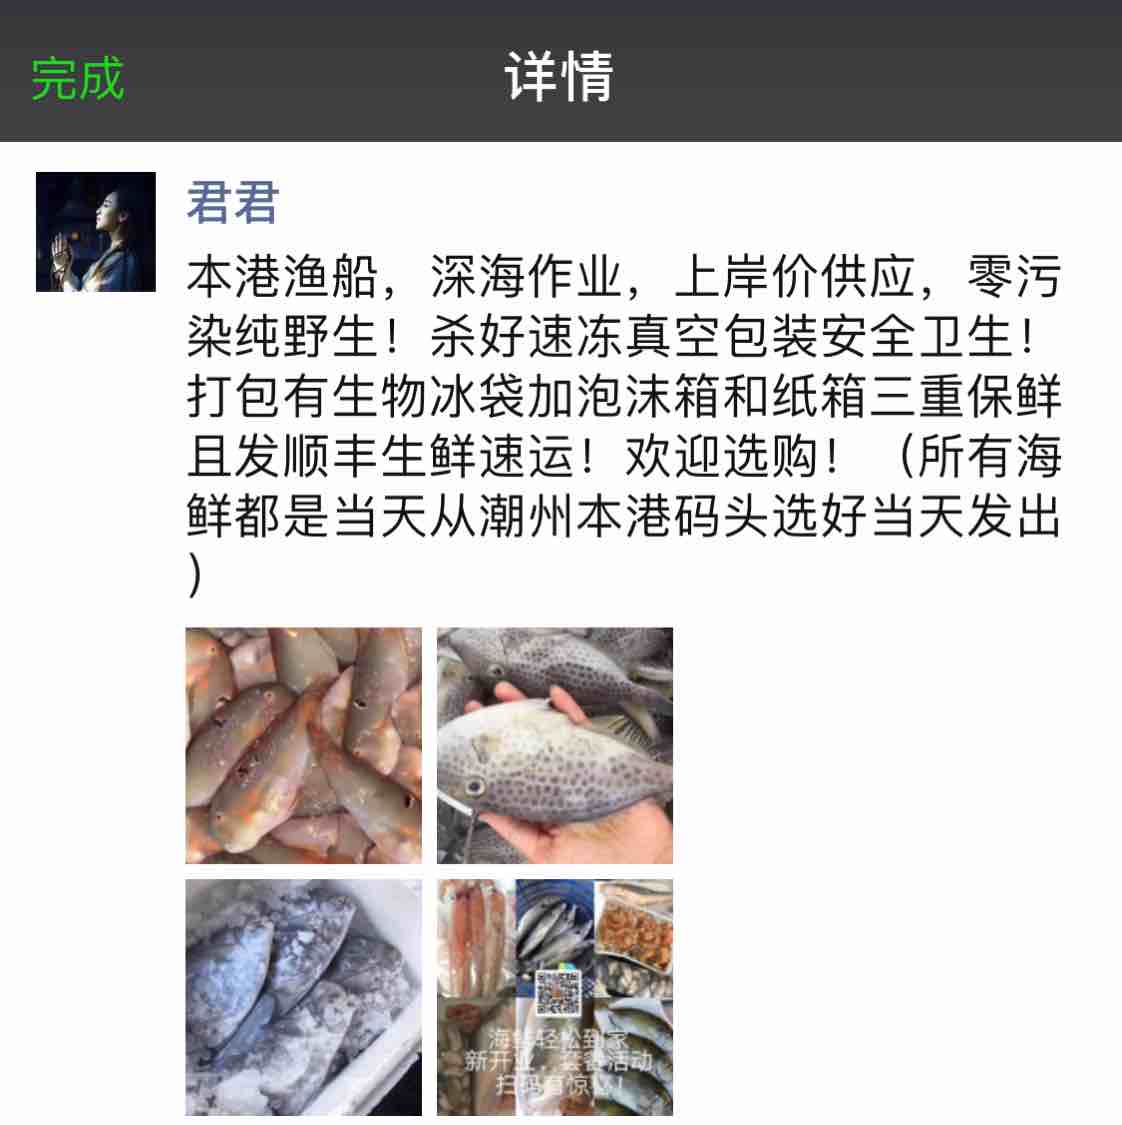 完成
详情
君君
本港渔船，深海作业，上岸价供应，零污
染纯野生！杀好速冻真空包装安全卫生！
打包有生物冰袋加泡沫箱和纸箱三重保鲜
且发顺丰生鲜速运！欢迎选购！（所有海
鲜都是当天从潮州本港码头选好当天发出
）
海鲜轻松到家
新开业，套餐活动
扫码有惊喜！